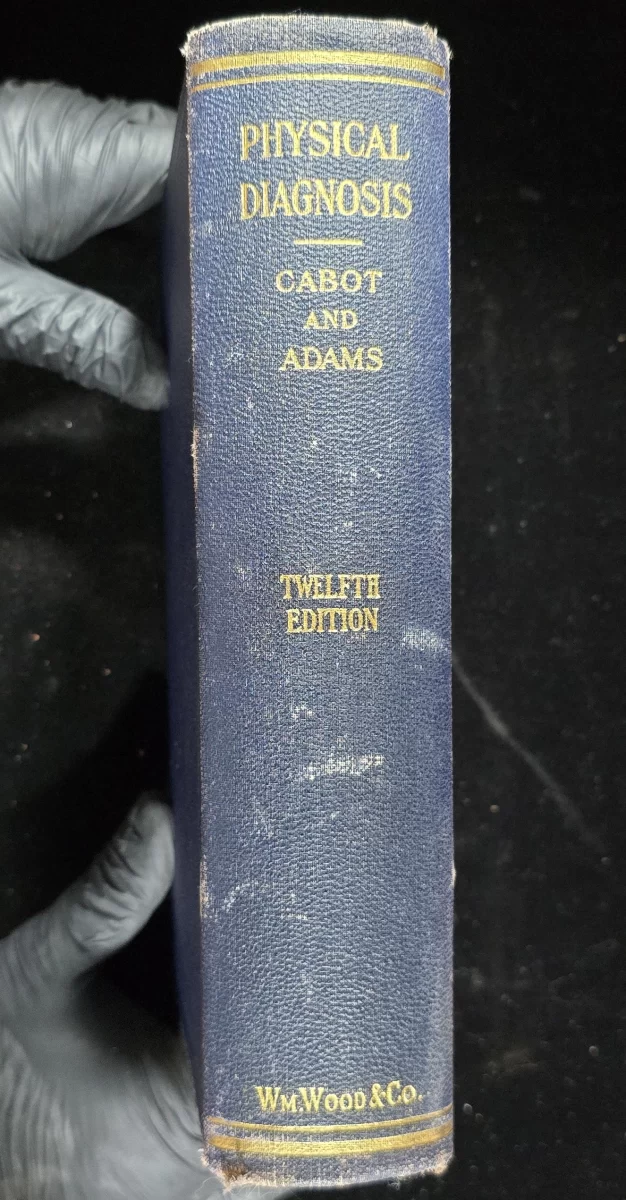 PHYSICAL
DIAGNOSIS
CABOT
AND
ADAMS
TWELFTH
EDITION
WM. WOOD & CO.